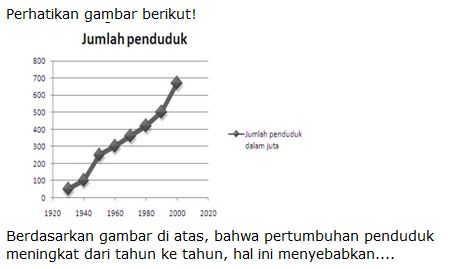 Perhatikan gambar berikut!
Jumlah penduduk
800
700
600
500
400
300
200
100
0
1920 1940 1960 1980 2000 2020
Jumlah penduduk
dalam juta
Berdasarkan gambar di atas, bahwa pertumbuhan penduduk
meningkat dari tahun ke tahun, hal ini menyebabkan....